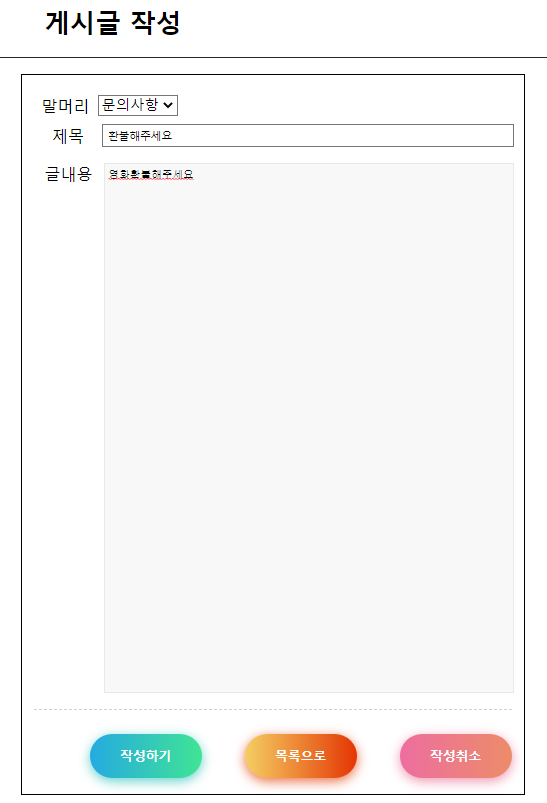 게시글 작성
말머리 문의사항
제목 환불해주세요
글내용 영화확불해주세요
작성하기 목록으로 작성취소